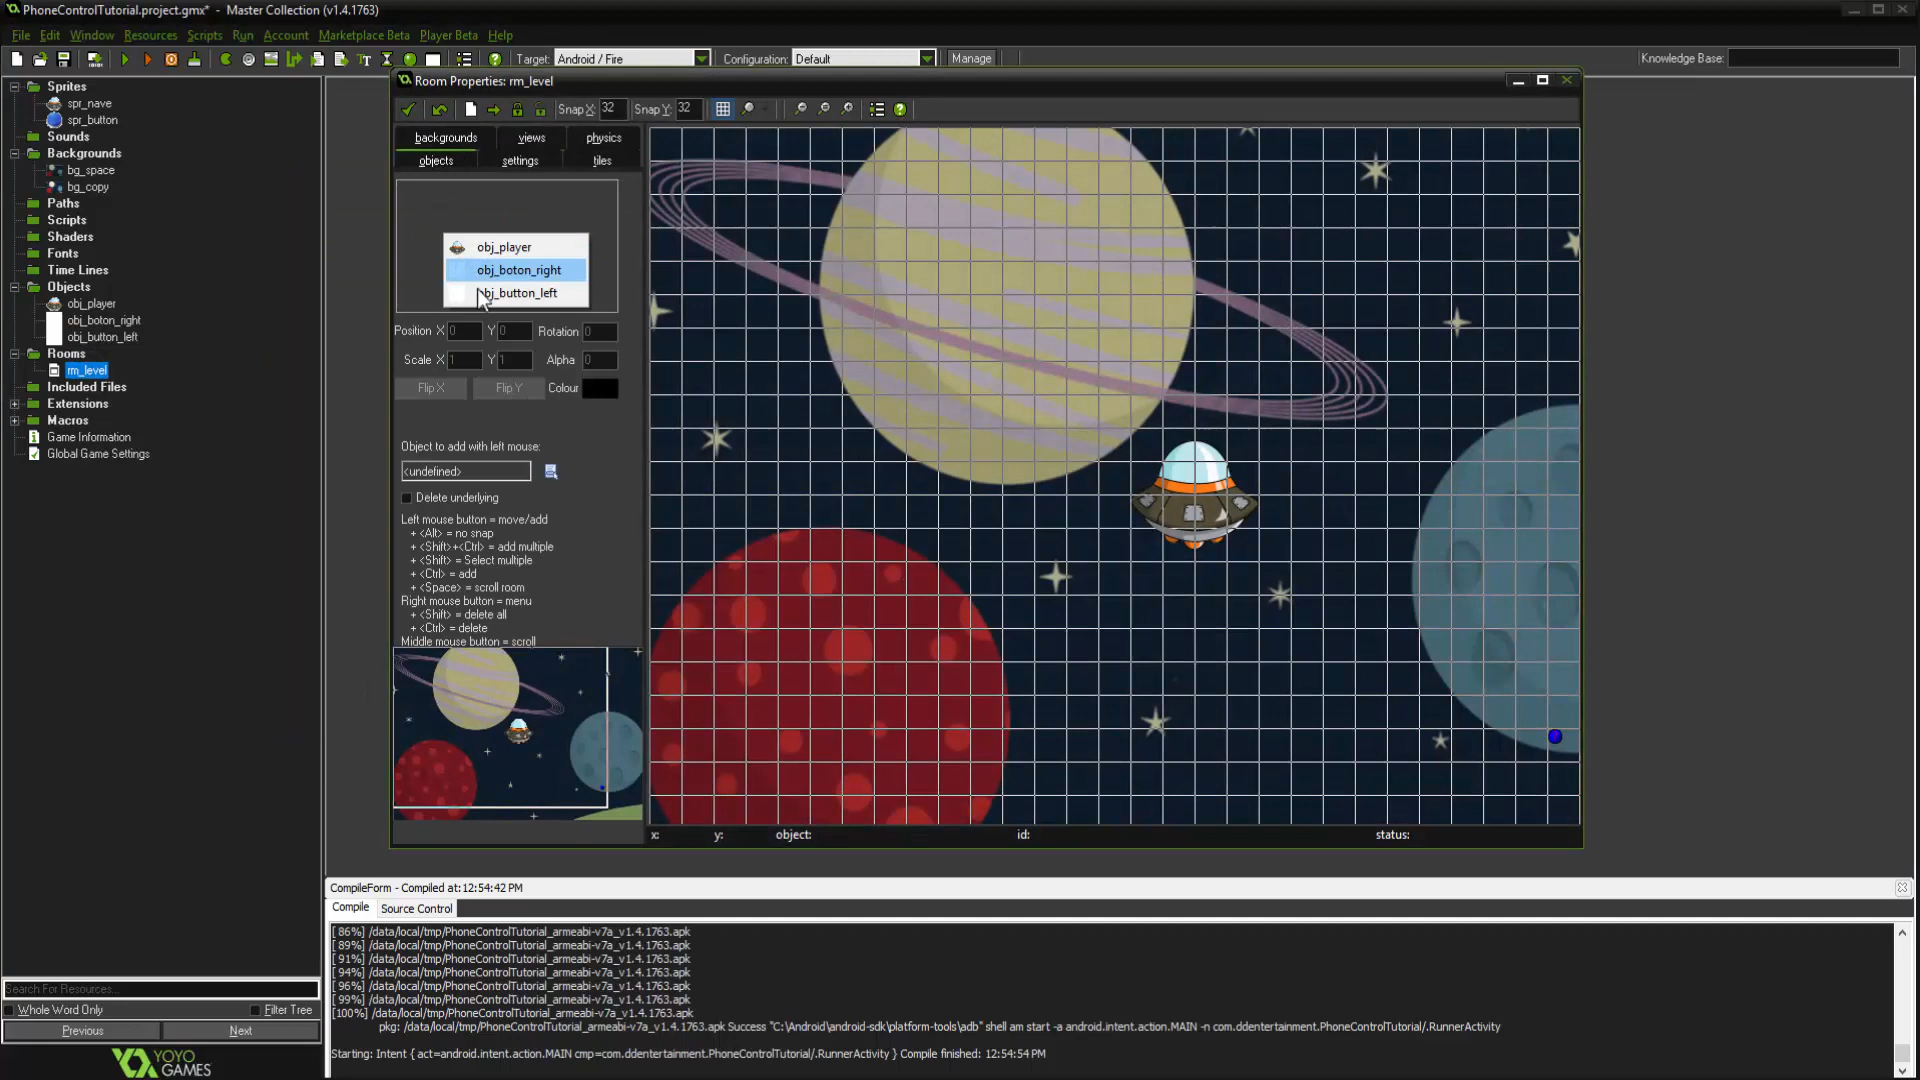 PhoneControlTutorial.project.gmx* - Master Collection (v1.4.1763)
File Edit Window Resources Scripts Run Account Marketplace Beta Player Beta Help
Target: Android / Fire Configuration: Default Manage Knowledge Base:
Sprites
spr_nave
spr_button
Sounds
Backgrounds
bg_space
bg_copy
Paths
Scripts
Shaders
Fonts
Time Lines
Objects
obj_player
obj_boton_right
obj_button_left
Rooms
rm_level
Included Files
Extensions
Macros
Game Information
Global Game Settings
Search For Resources...
Whole Word Only Filter Tree
Previous Next
YOYO
GAMES
Room Properties: rm_level
Snap X: 32 Snap Y: 32
backgrounds views physics
objects settings tiles
obj_player
obj_boton_right
obj_button_left
Position X 0 Y 0 Rotation 0
Scale X 1 Y 1 Alpha 0
Flip X Flip Y Colour
Object to add with left mouse:
<undefined>
Delete underlying
Left mouse button = move/add
+ <Alt> = no snap
+ <Shift>+<Ctrl> = add multiple
+ <Shift> = Select multiple
+ <Ctrl> = add
+ <Space> = scroll room
Right mouse button = menu
+ <Shift> = delete all
+ <Ctrl> = delete
Middle mouse button = scroll
x: y: object: id: status:
CompileForm - Compiled at:12:54:42 PM
Compile Source Control
[ 86%] /data/local/tmp/PhoneControlTutorial_armeabi-v7a_v1.4.1763.apk
[ 89%] /data/local/tmp/PhoneControlTutorial_armeabi-v7a_v1.4.1763.apk
[ 91%] /data/local/tmp/PhoneControlTutorial_armeabi-v7a_v1.4.1763.apk
[ 94%] /data/local/tmp/PhoneControlTutorial_armeabi-v7a_v1.4.1763.apk
[ 96%] /data/local/tmp/PhoneControlTutorial_armeabi-v7a_v1.4.1763.apk
[ 99%] /data/local/tmp/PhoneControlTutorial_armeabi-v7a_v1.4.1763.apk
[100%] /data/local/tmp/PhoneControlTutorial_armeabi-v7a_v1.4.1763.apk
pkg: /data/local/tmp/PhoneControlTutorial_armeabi-v7a_v1.4.1763.apk Success "C:\Android\android-sdk\platform-tools\adb" shell am start -a android.intent.action.MAIN -n com.ddentertainment.PhoneControlTutorial/.RunnerActivity
Starting: Intent { act=android.intent.action.MAIN cmp=com.ddentertainment.PhoneControlTutorial/.RunnerActivity } Compile finished: 12:54:54 PM